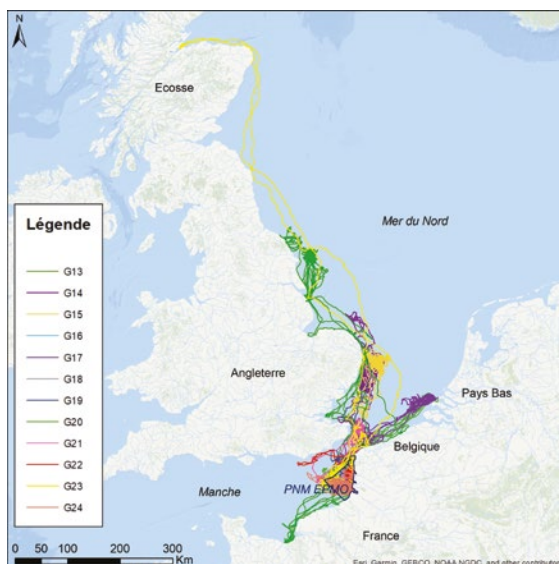 N
Ecosse
Mer du Nord
Légende
G13
G14
G15
G16
G17
G18
G19
G20
G21
G22
G23
G24
Angleterre
Pays Bas
Belgique
Manche
PNM EPMO
France
0 50 100 200 300
Km
Esri, Garmin, GEBCO, NOAA NGDC, and other contributors